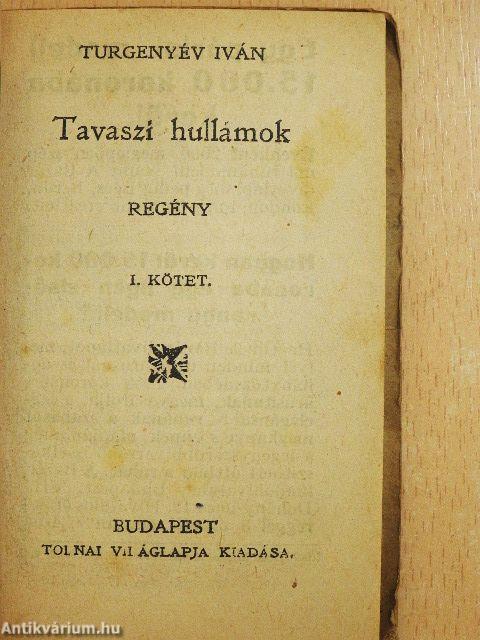 TURGENYÉV IVÁN
Tavaszi hullámok
REGÉNY
I. KÖTET.
BUDAPEST
TOLNAI VILÁGLAPJA KIADÁSA.
Antikvárium.hu